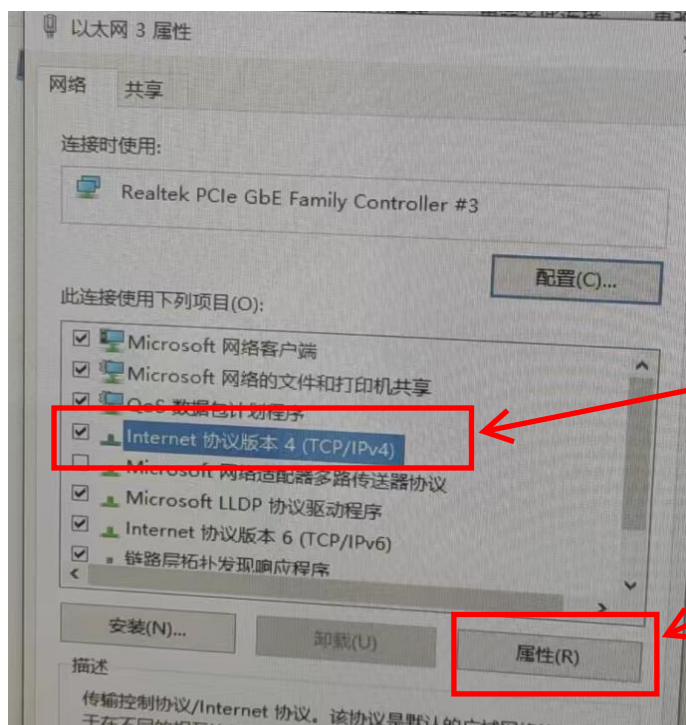 以太网 3 属性
网络 共享
连接时使用:
Realtek PCIe GbE Family Controller #3
配置(C)...
此连接使用下列项目(O):
Microsoft 网络客户端
Microsoft 网络的文件和打印机共享
QoS 数据包计划程序
Internet 协议版本 4 (TCP/IPv4)
Microsoft 网络适配器多路传送器协议
Microsoft LLDP 协议驱动程序
Internet 协议版本 6 (TCP/IPv6)
链路层拓扑发现响应程序
安装(N)... 卸载(U) 属性(R)
描述
传输控制协议/Internet 协议。该协议是默认的广域网络